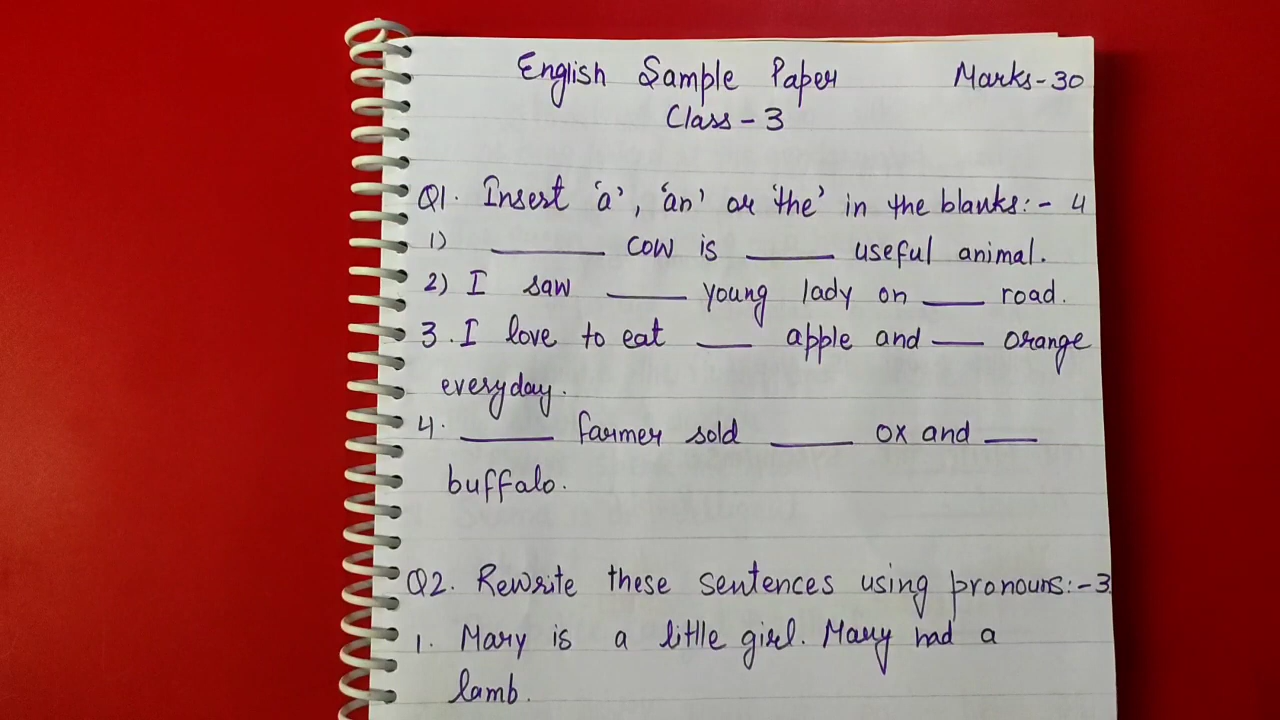 English Sample Paper Marks-30
Class-3
Q1. Insert 'a', 'an' or 'the' in the blanks:- 4
1) ______ cow is ______ useful animal.
2) I saw ______ young lady on ____ road.
3. I love to eat ____ apple and ____ orange
everyday.
4. ______ farmer sold ______ ox and ____
buffalo.
Q2. Rewrite these sentences using pronouns:-3
1. Mary is a little girl. Mary had a
lamb.